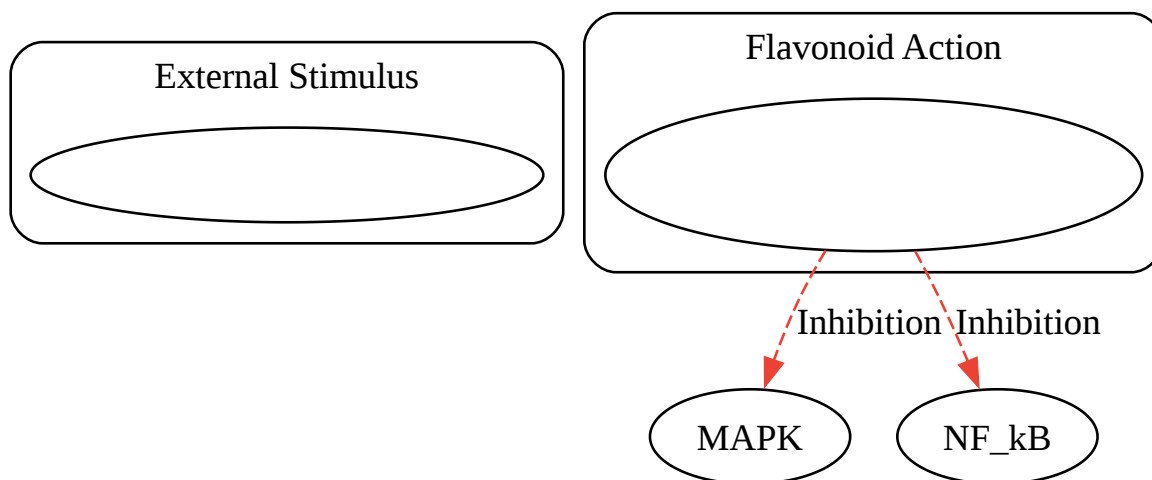 External Stimulus
Flavonoid Action
Inhibition
Inhibition
MAPK
NF_kB